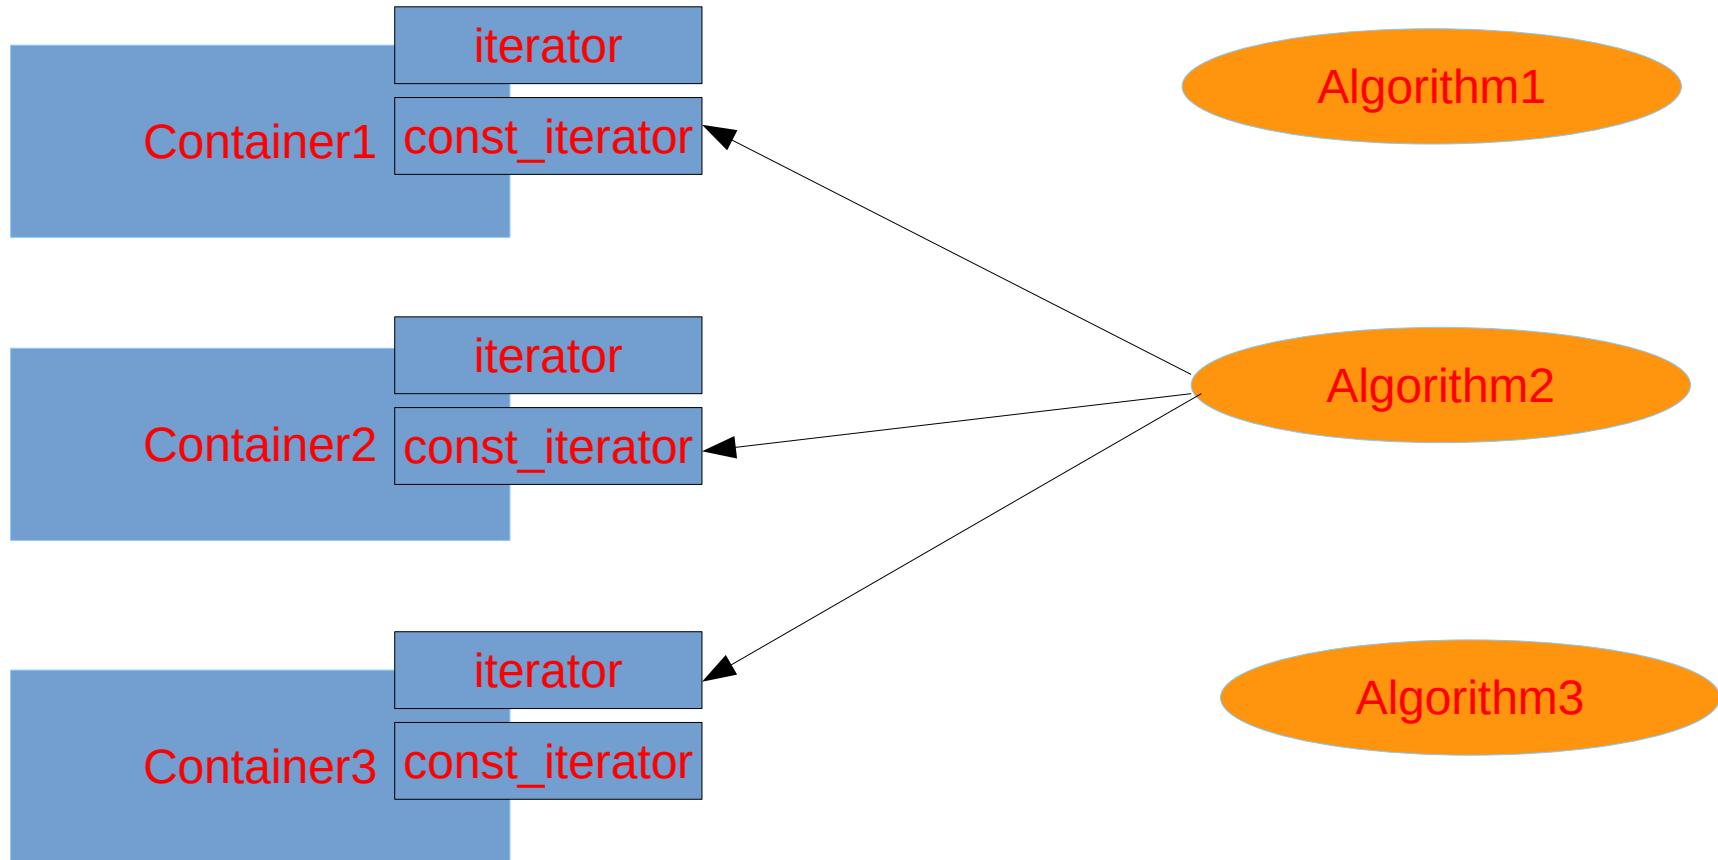 iterator
Algorithm1
Container1
const_iterator
iterator
Algorithm2
Container2
const_iterator
iterator
Algorithm3
Container3
const_iterator